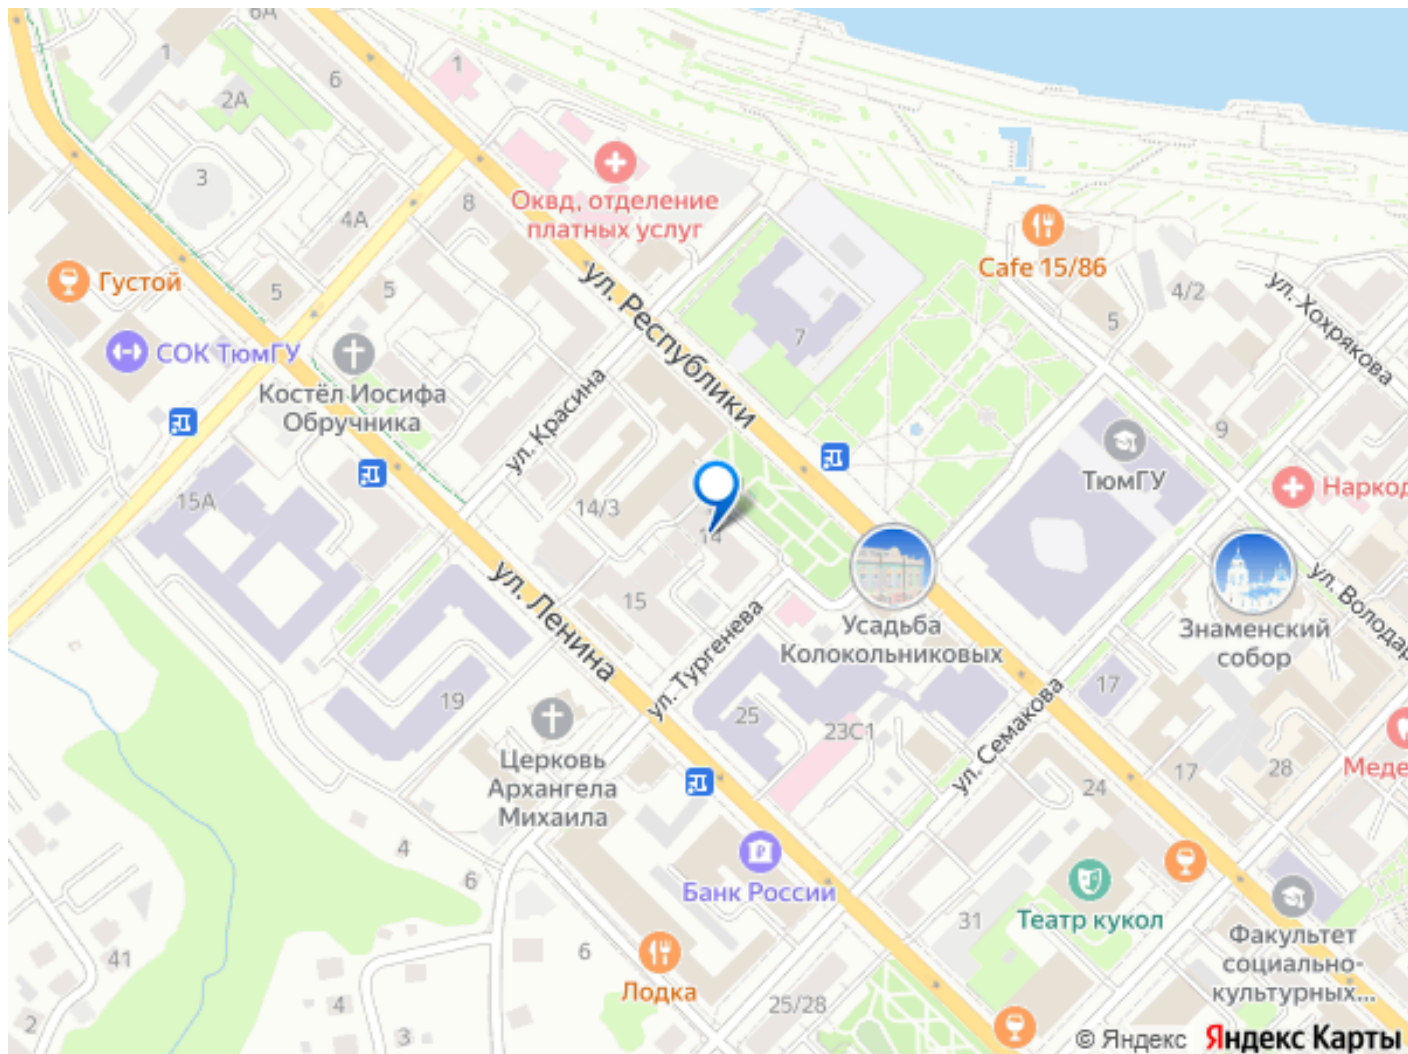 6А
1
6
1
2А
3
4А
8
Оквд, отделение
платных услуг
Cafe 15/86
4/2
5
ул. Хохрякова
Густой
5
5
ул. Республики
7
СОК ТюмГУ
Костёл Иосифа
Обручника
ул. Красина
9
ТюмГУ
Наркод
15А
14/3
14
ул. Ленина
15
ул. Тургенева
Усадьба
Колокольниковых
Знаменский
собор
ул. Володар
17
19
25
23С1
ул. Семакова
Церковь
Архангела
Михаила
24
17
28
Меде
4
6
Банк России
Театр кукол
31
Факультет
социально-
культурных...
41
6
Лодка
25/28
2
4
3
© Яндекс Яндекс Карты